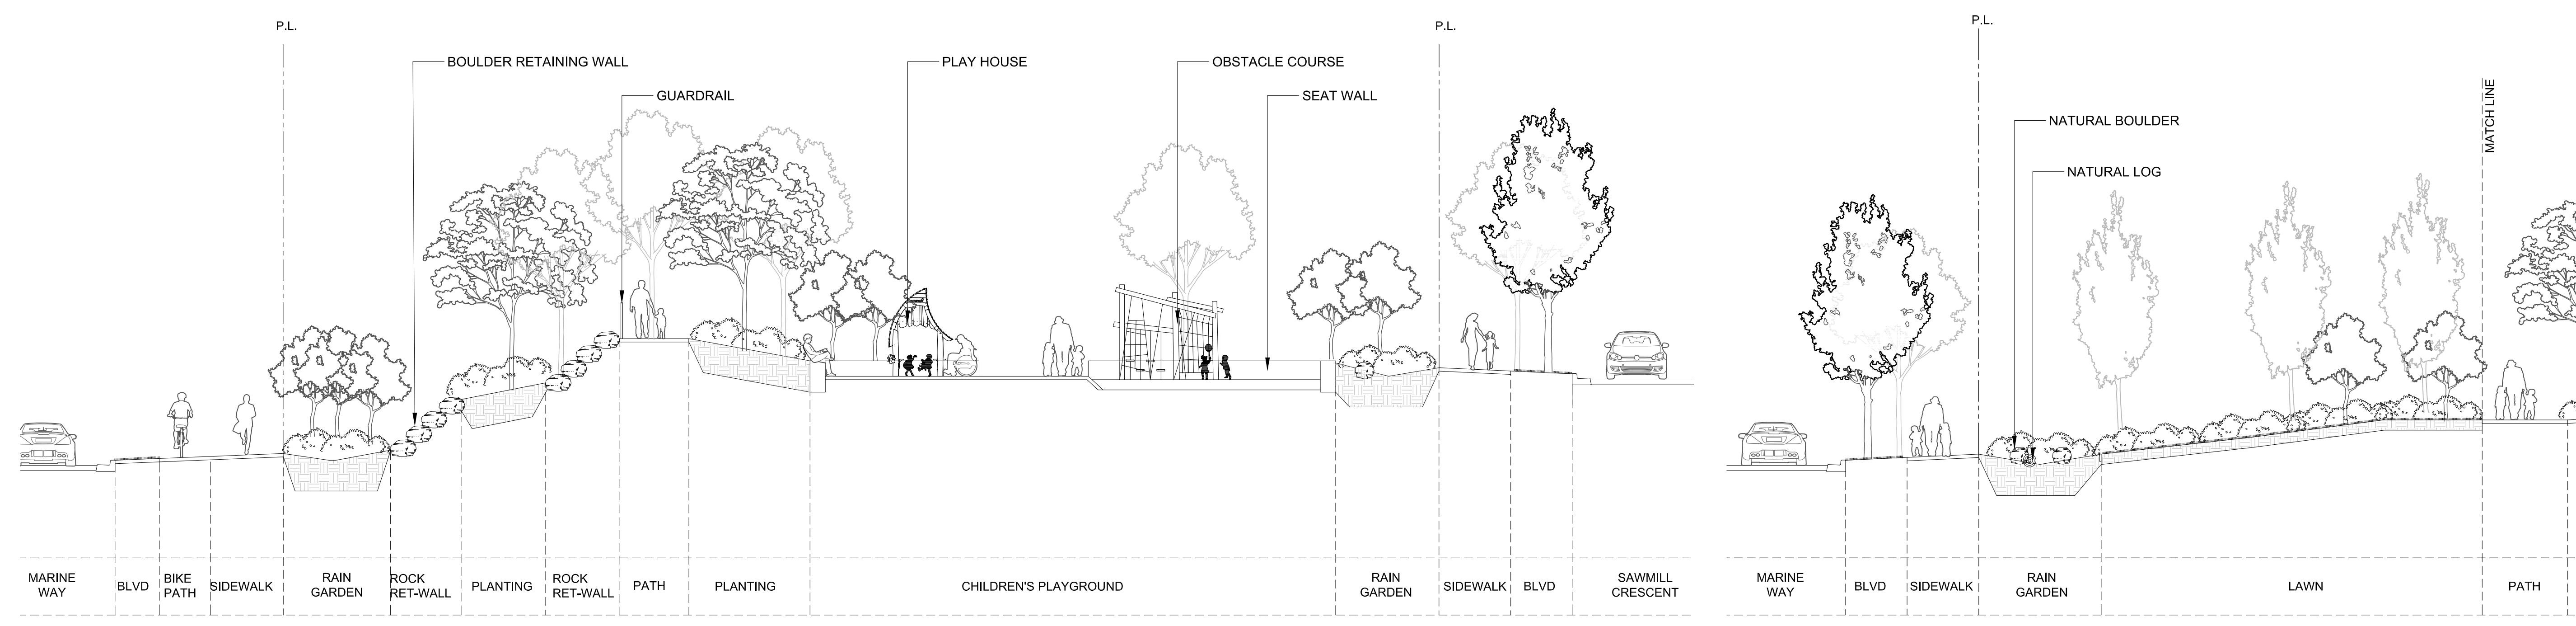 P.L.
P.L.
P.L.
BOULDER RETAINING WALL
PLAY HOUSE
OBSTACLE COURSE
GUARDRAIL
SEAT WALL
MATCH LINE
NATURAL BOULDER
NATURAL LOG
MARINE
WAY
BLVD
BIKE
PATH
SIDEWALK
RAIN
GARDEN
ROCK
RET-WALL
PLANTING
ROCK
RET-WALL
PATH
PLANTING
CHILDREN'S PLAYGROUND
RAIN
GARDEN
SIDEWALK
BLVD
SAWMILL
CRESCENT
MARINE
WAY
BLVD
SIDEWALK
RAIN
GARDEN
LAWN
PATH